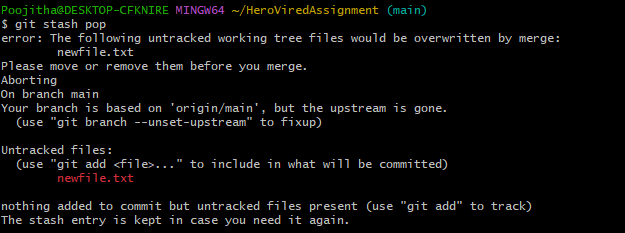 Poojitha@DESKTOP-CFKNIRE MINGW64 ~/HeroViredAssignment (main)
$ git stash pop
error: The following untracked working tree files would be overwritten by merge:
        newfile.txt
Please move or remove them before you merge.
Aborting
On branch main
Your branch is based on 'origin/main', but the upstream is gone.
  (use "git branch --unset-upstream" to fixup)

Untracked files:
  (use "git add <file>..." to include in what will be committed)
        newfile.txt

nothing added to commit but untracked files present (use "git add" to track)
The stash entry is kept in case you need it again.